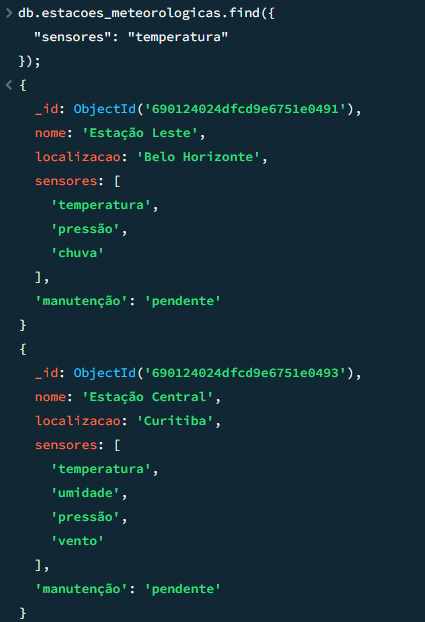 > db.estacoes_meteorologicas.find({
"sensores": "temperatura"
});
< {
_id: ObjectId('690124024dfcd9e6751e0491'),
nome: 'Estação Leste',
localizacao: 'Belo Horizonte',
sensores: [
'temperatura',
'pressão',
'chuva'
],
'manutenção': 'pendente'
}
{
_id: ObjectId('690124024dfcd9e6751e0493'),
nome: 'Estação Central',
localizacao: 'Curitiba',
sensores: [
'temperatura',
'umidade',
'pressão',
'vento'
],
'manutenção': 'pendente'
}